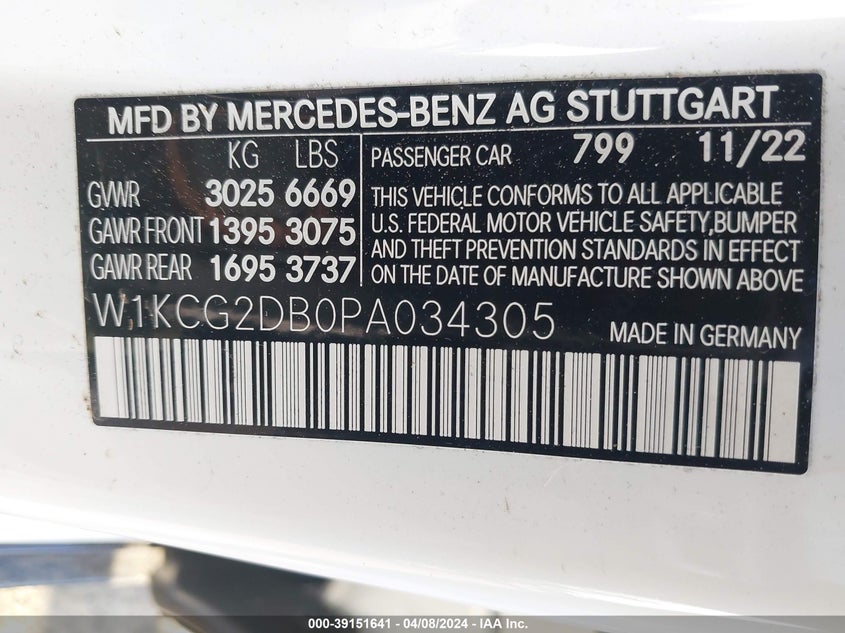 MFD BY MERCEDES-BENZ AG STUTTGART
KG LBS
GVWR 3025 6669
GAWR FRONT 1395 3075
GAWR REAR 1695 3737
PASSENGER CAR 799 11/22
THIS VEHICLE CONFORMS TO ALL APPLICABLE
U.S. FEDERAL MOTOR VEHICLE SAFETY, BUMPER
AND THEFT PREVENTION STANDARDS IN EFFECT
ON THE DATE OF MANUFACTURE SHOWN ABOVE
W1KCG2DB0PA034305
MADE IN GERMANY
000-39151641 | 04/08/2024 | IAA Inc.